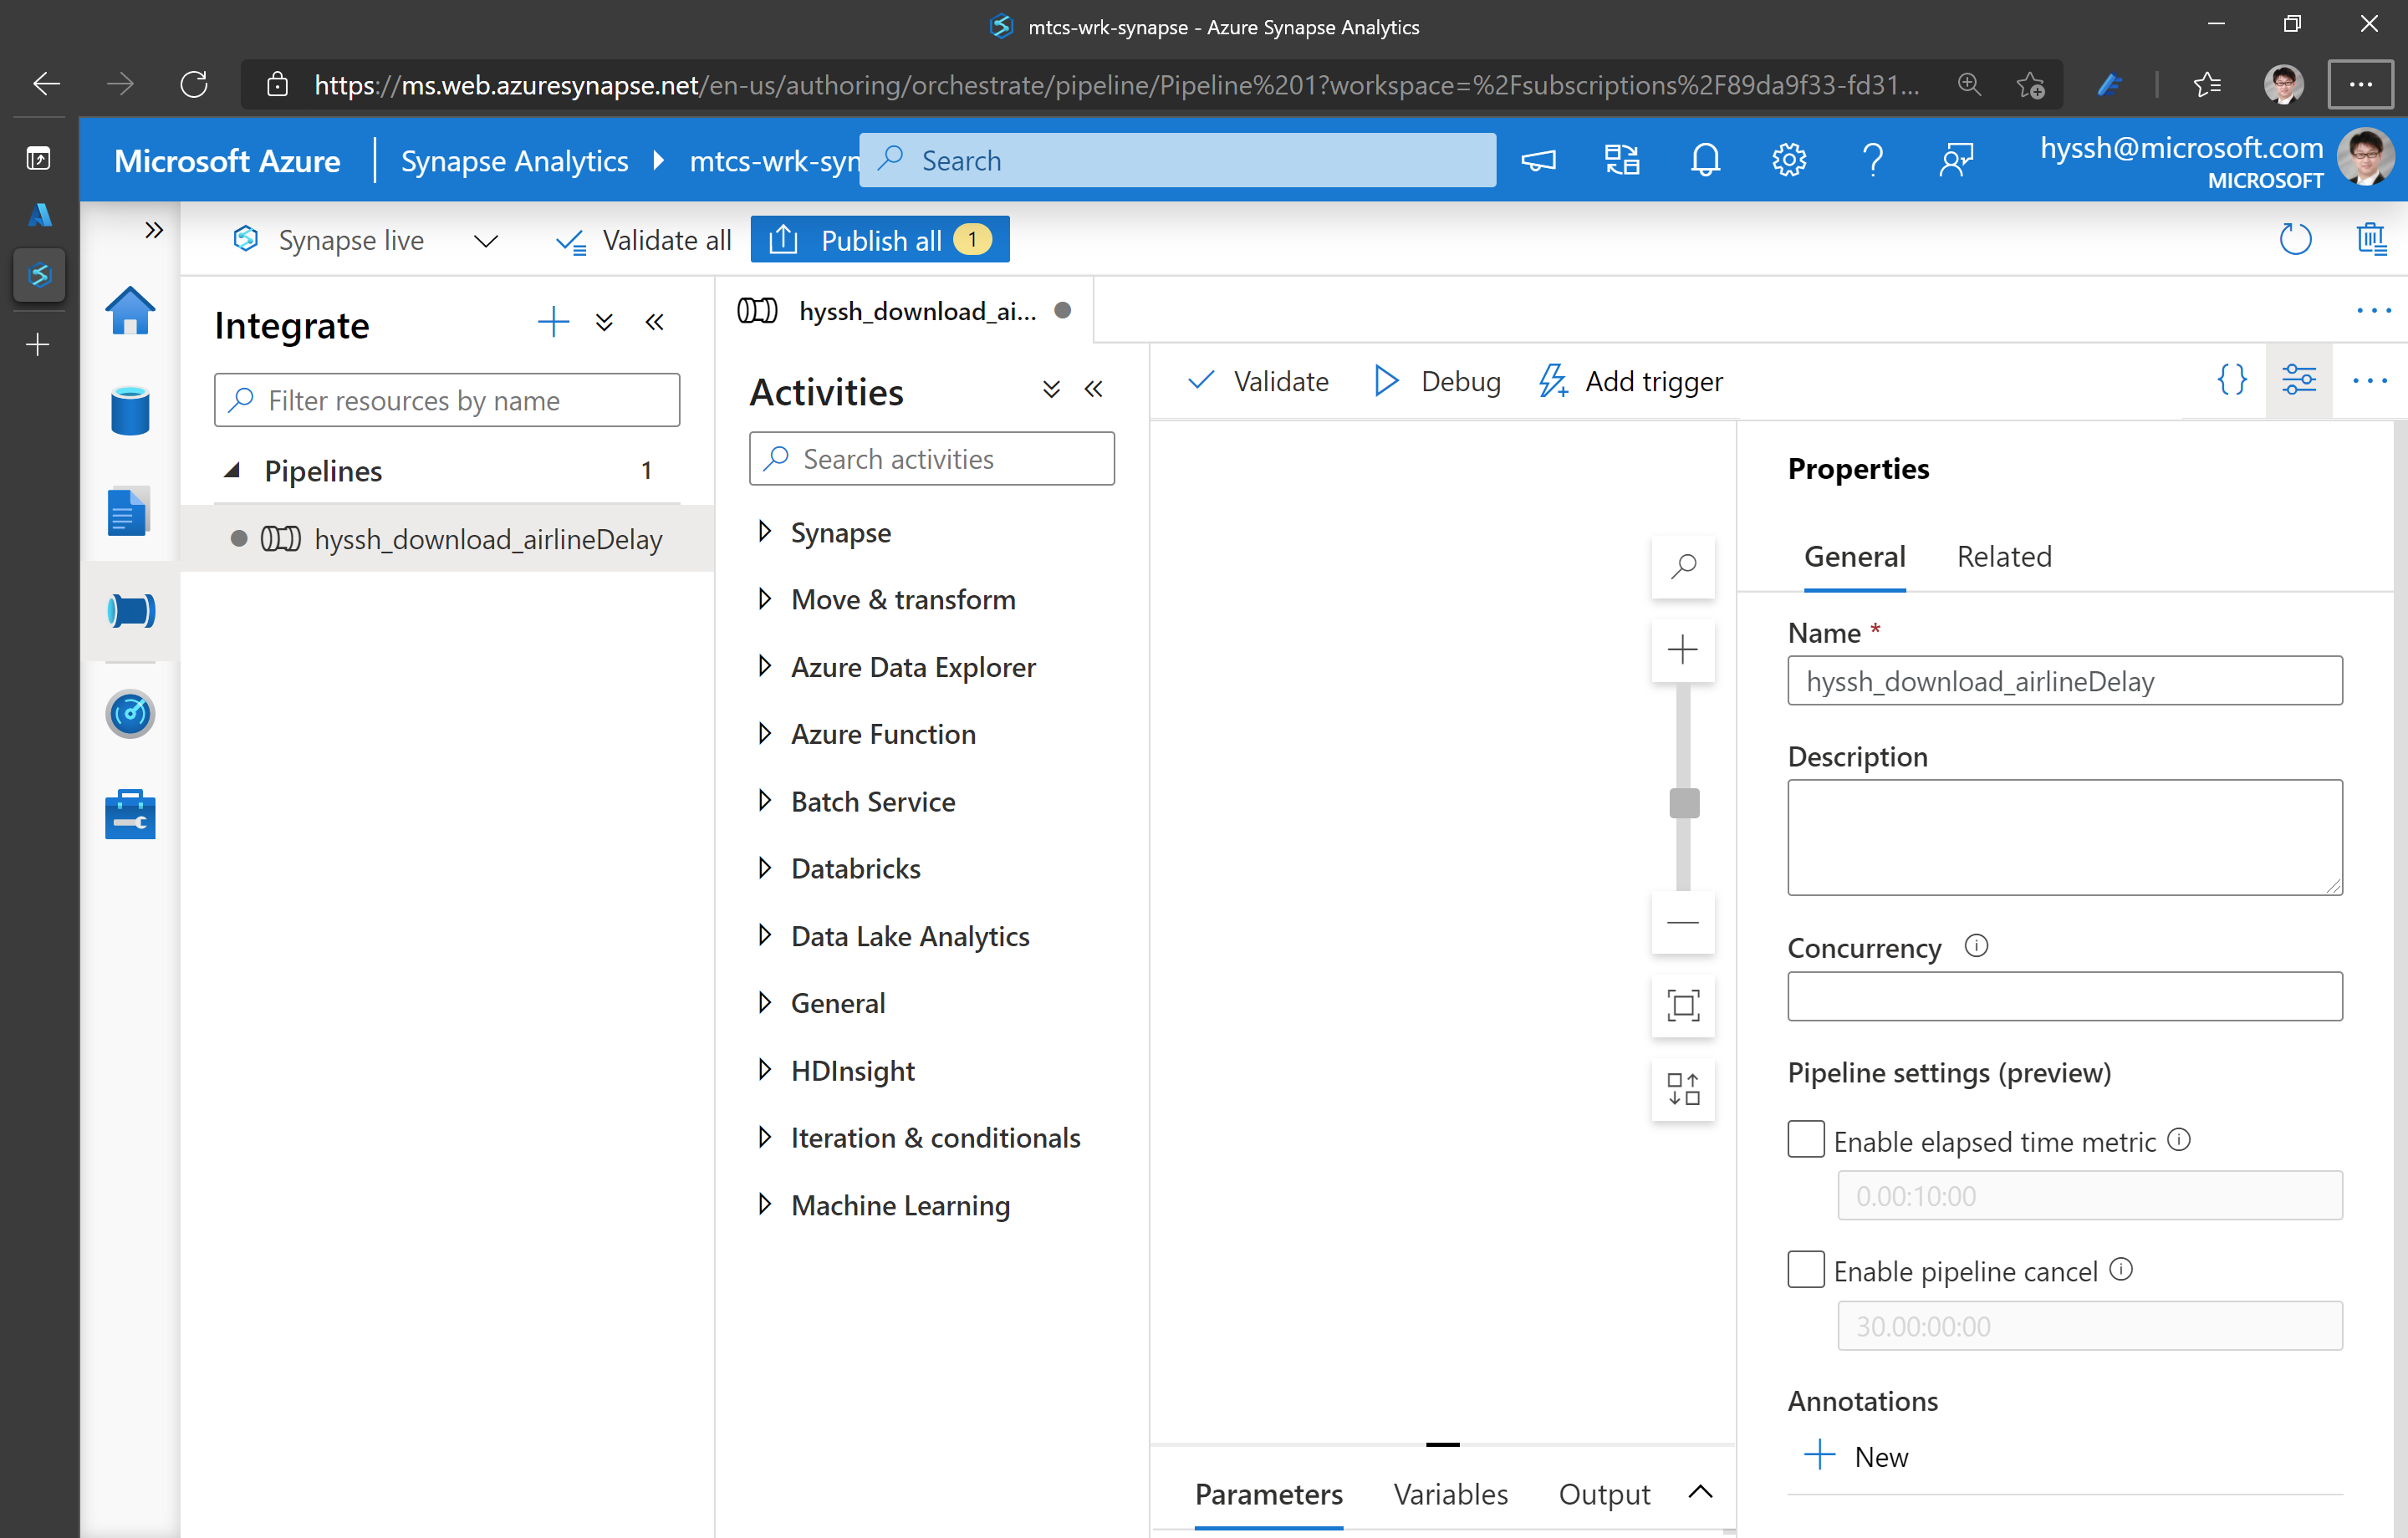 mtcs-wrk-synapse - Azure Synapse Analytics
https://ms.web.azuresynapse.net/en-us/authoring/orchestrate/pipeline/Pipeline%201?workspace=%2Fsubscriptions%2F89da9f33-fd31...
Microsoft Azure
Synapse Analytics
mtcs-wrk-syn
Search
hyssh@microsoft.com
MICROSOFT
Synapse live
Validate all
Publish all 1
Integrate
Filter resources by name
Pipelines 1
hyssh_download_airlineDelay
hyssh_download_ai...
Activities
Search activities
Synapse
Move & transform
Azure Data Explorer
Azure Function
Batch Service
Databricks
Data Lake Analytics
General
HDInsight
Iteration & conditionals
Machine Learning
Validate
Debug
Add trigger
Parameters
Variables
Output
Properties
General
Related
Name *
hyssh_download_airlineDelay
Description
Concurrency
Pipeline settings (preview)
Enable elapsed time metric
0.00:10:00
Enable pipeline cancel
30.00:00:00
Annotations
New